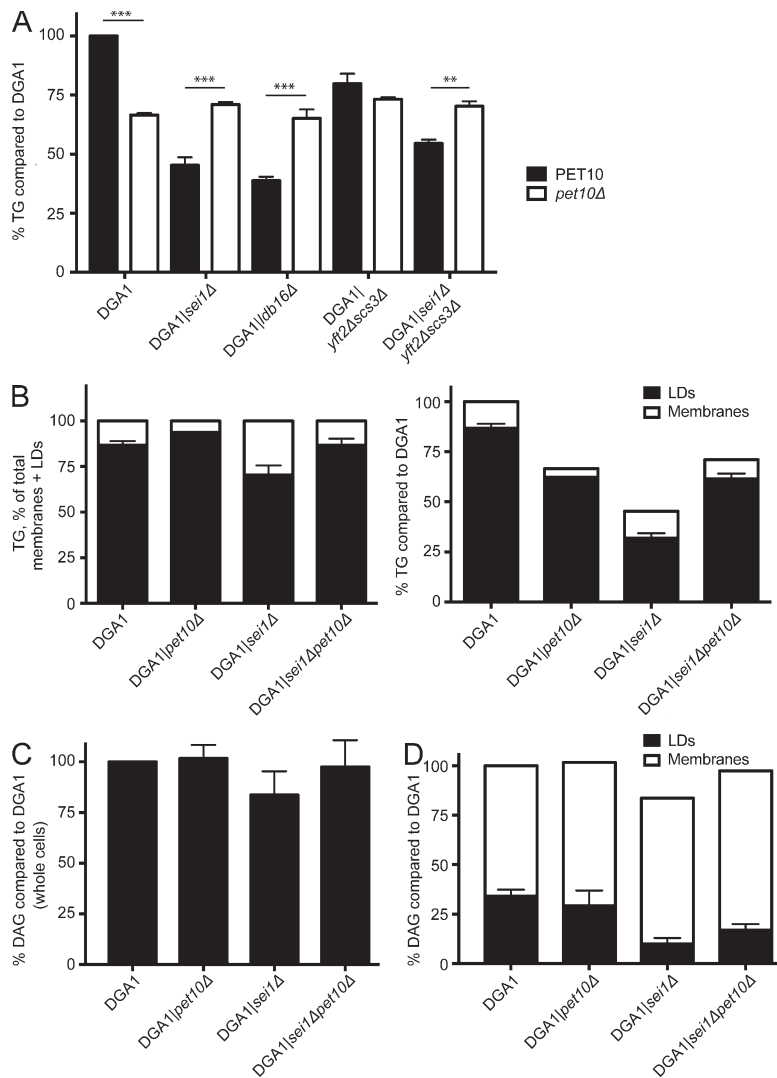 A
% TG compared to DGA1
100
75
50
25
0
***
***
***
**
DGA1
DGA1|sei1Δ
DGA1|ldb16Δ
DGA1|
yft2Δscs3Δ
DGA1|sei1Δ
yft2Δscs3Δ
PET10
pet10Δ
B
TG, % of total
membranes + LDs
100
75
50
25
0
DGA1
DGA1|pet10Δ
DGA1|sei1Δ
DGA1|sei1Δpet10Δ
% TG compared to DGA1
100
75
50
25
0
LDs
Membranes
DGA1
DGA1|pet10Δ
DGA1|sei1Δ
DGA1|sei1Δpet10Δ
C
% DAG compared to DGA1
(whole cells)
100
75
50
25
0
DGA1
DGA1|pet10Δ
DGA1|sei1Δ
DGA1|sei1Δpet10Δ
D
% DAG compared to DGA1
100
75
50
25
0
LDs
Membranes
DGA1
DGA1|pet10Δ
DGA1|sei1Δ
DGA1|sei1Δpet10Δ